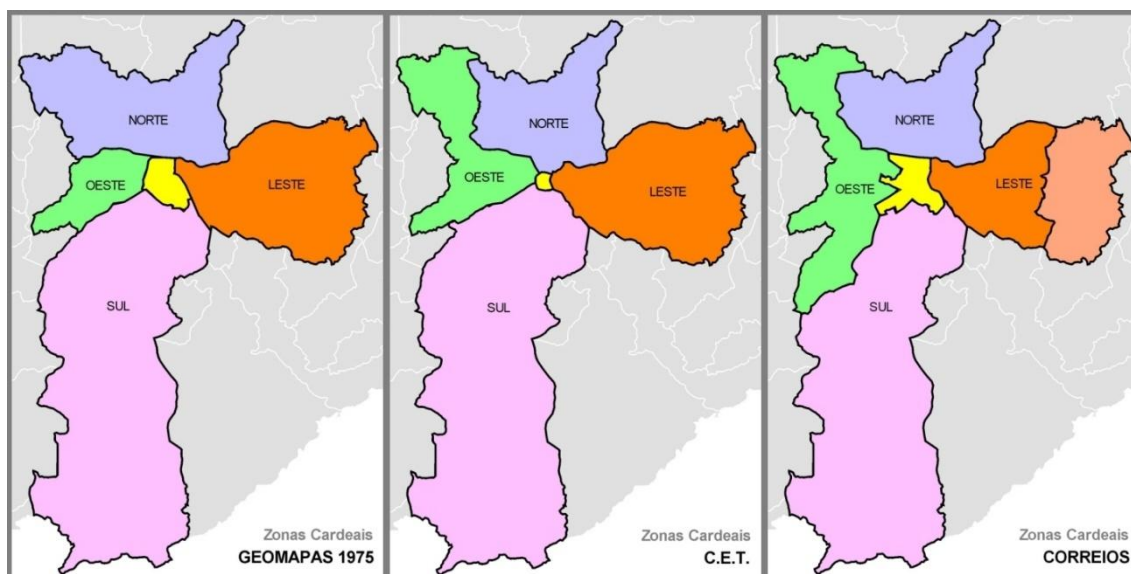 NORTE
OESTE
LESTE
SUL
Zonas Cardeais
GEOMAPAS 1975
NORTE
OESTE
LESTE
SUL
Zonas Cardeais
C.E.T.
NORTE
OESTE
LESTE
SUL
Zonas Cardeais
CORREIOS